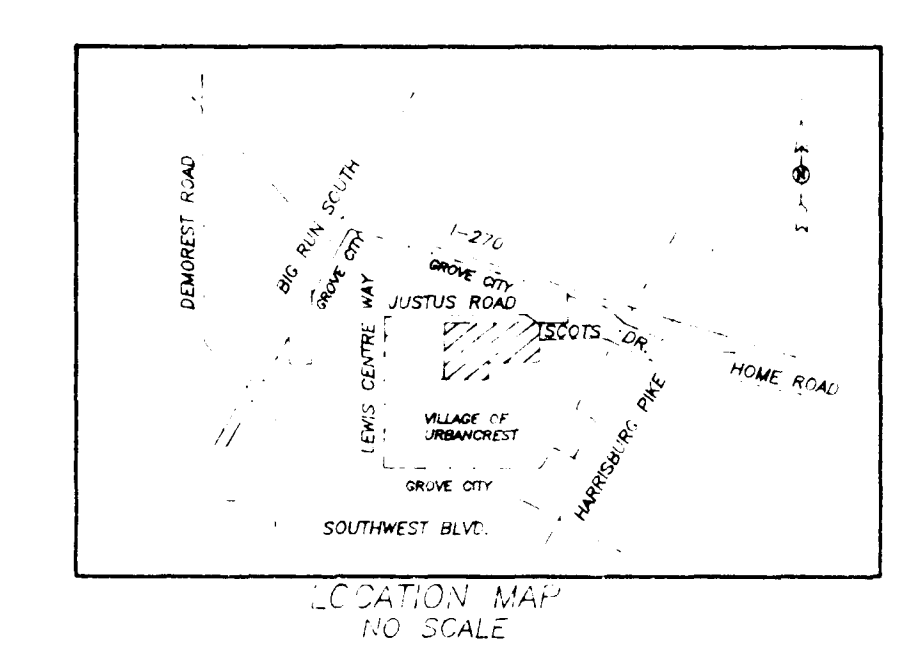 DEMOREST ROAD
BIG RUN SOUTH
GROVE CITY
I-270
GROVE CITY
JUSTUS ROAD
SCOTS DR.
HOME ROAD
LEWIS CENTRE WAY
VILLAGE OF
URBANCREST
HARRISBURG PIKE
GROVE CITY
SOUTHWEST BLVD.
LOCATION MAP
NO SCALE